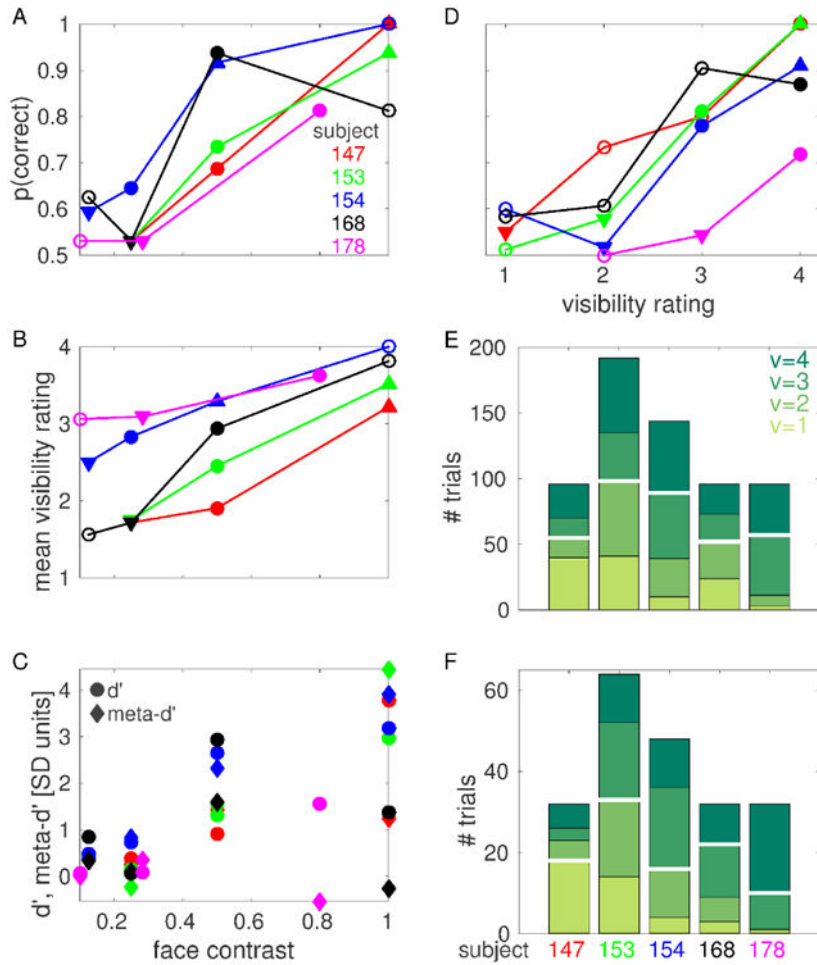 A
1
0.9
0.8
0.7
0.6
0.5
p(correct)
subject
147
153
154
168
178
B
4
3
2
1
mean visibility rating
C
d'
meta-d'
4
3
2
1
0
d', meta-d' [SD units]
0.2
0.4
0.6
0.8
1
face contrast
D
1
2
3
4
visibility rating
E
200
150
100
50
0
# trials
v=4
v=3
v=2
v=1
F
60
40
20
0
# trials
subject 147 153 154 168 178